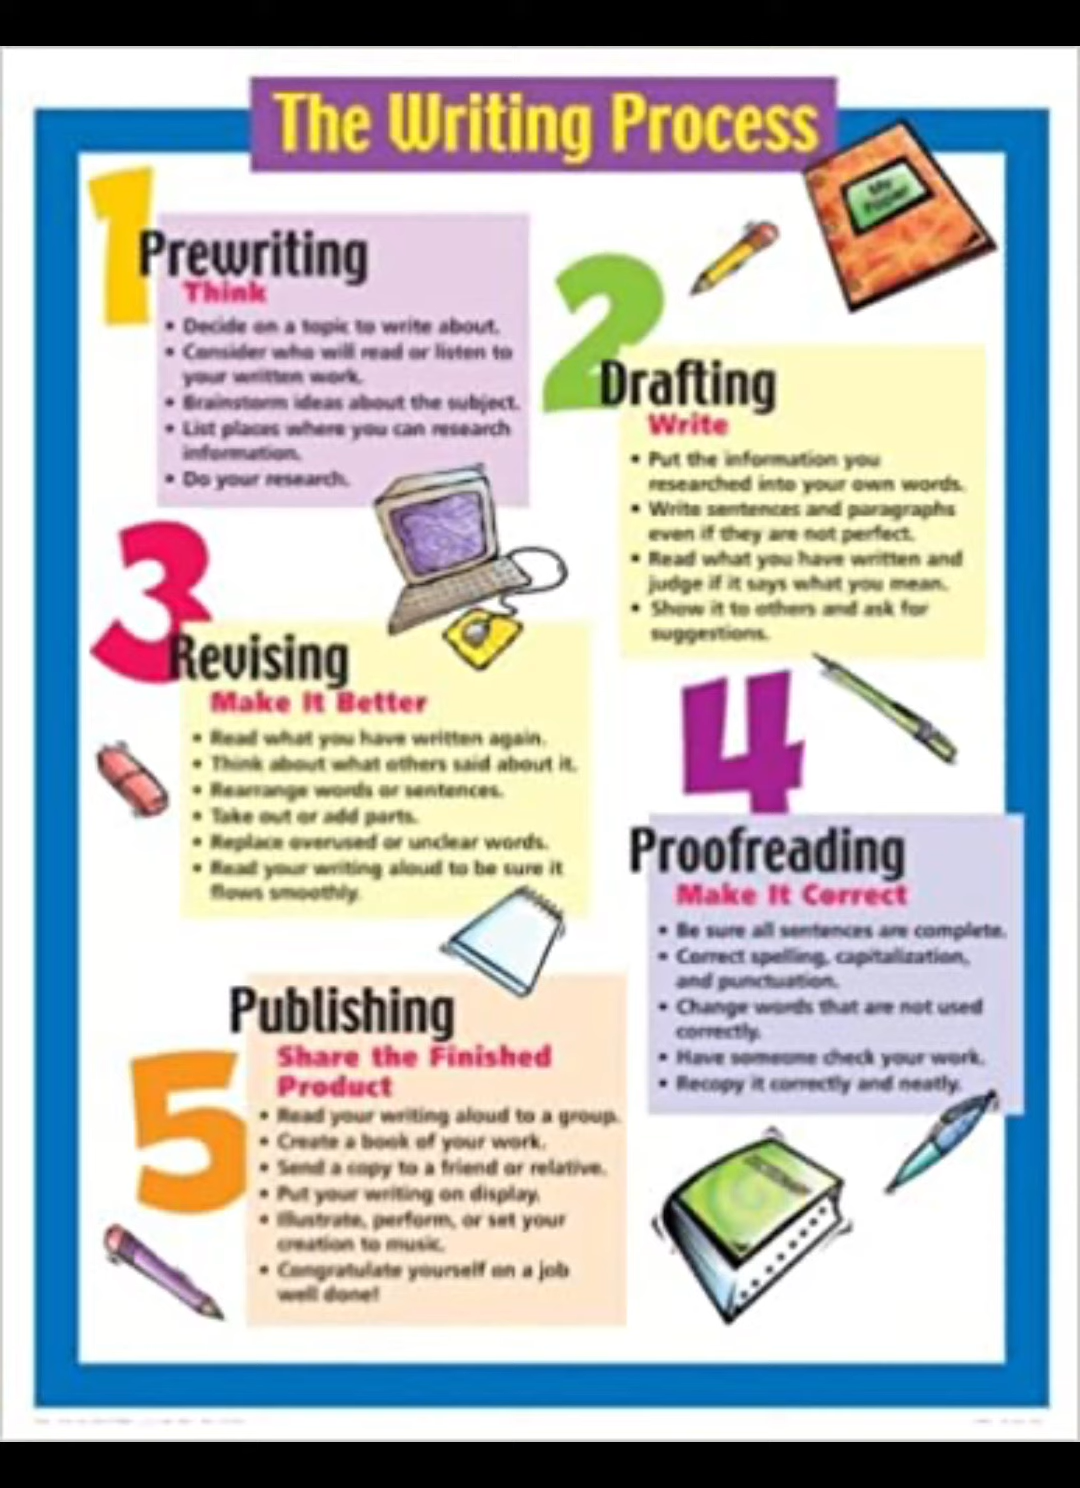 The Writing Process
My
Paper
1
Prewriting
Think
• Decide on a topic to write about.
• Consider who will read or listen to
your written work.
• Brainstorm ideas about the subject.
• List places where you can research
information.
• Do your research.
2
Drafting
Write
• Put the information you
researched into your own words.
• Write sentences and paragraphs
even if they are not perfect.
• Read what you have written and
judge if it says what you mean.
• Show it to others and ask for
suggestions.
3
Revising
Make It Better
• Read what you have written again.
• Think about what others said about it.
• Rearrange words or sentences.
• Take out or add parts.
• Replace overused or unclear words.
• Read your writing aloud to be sure it
flows smoothly.
4
Proofreading
Make It Correct
• Be sure all sentences are complete.
• Correct spelling, capitalization,
and punctuation.
• Change words that are not used
correctly.
• Have someone check your work.
• Recopy it correctly and neatly.
5
Publishing
Share the Finished
Product
• Read your writing aloud to a group.
• Create a book of your work.
• Send a copy to a friend or relative.
• Put your writing on display.
• Illustrate, perform, or set your
creation to music.
• Congratulate yourself on a job
well done!